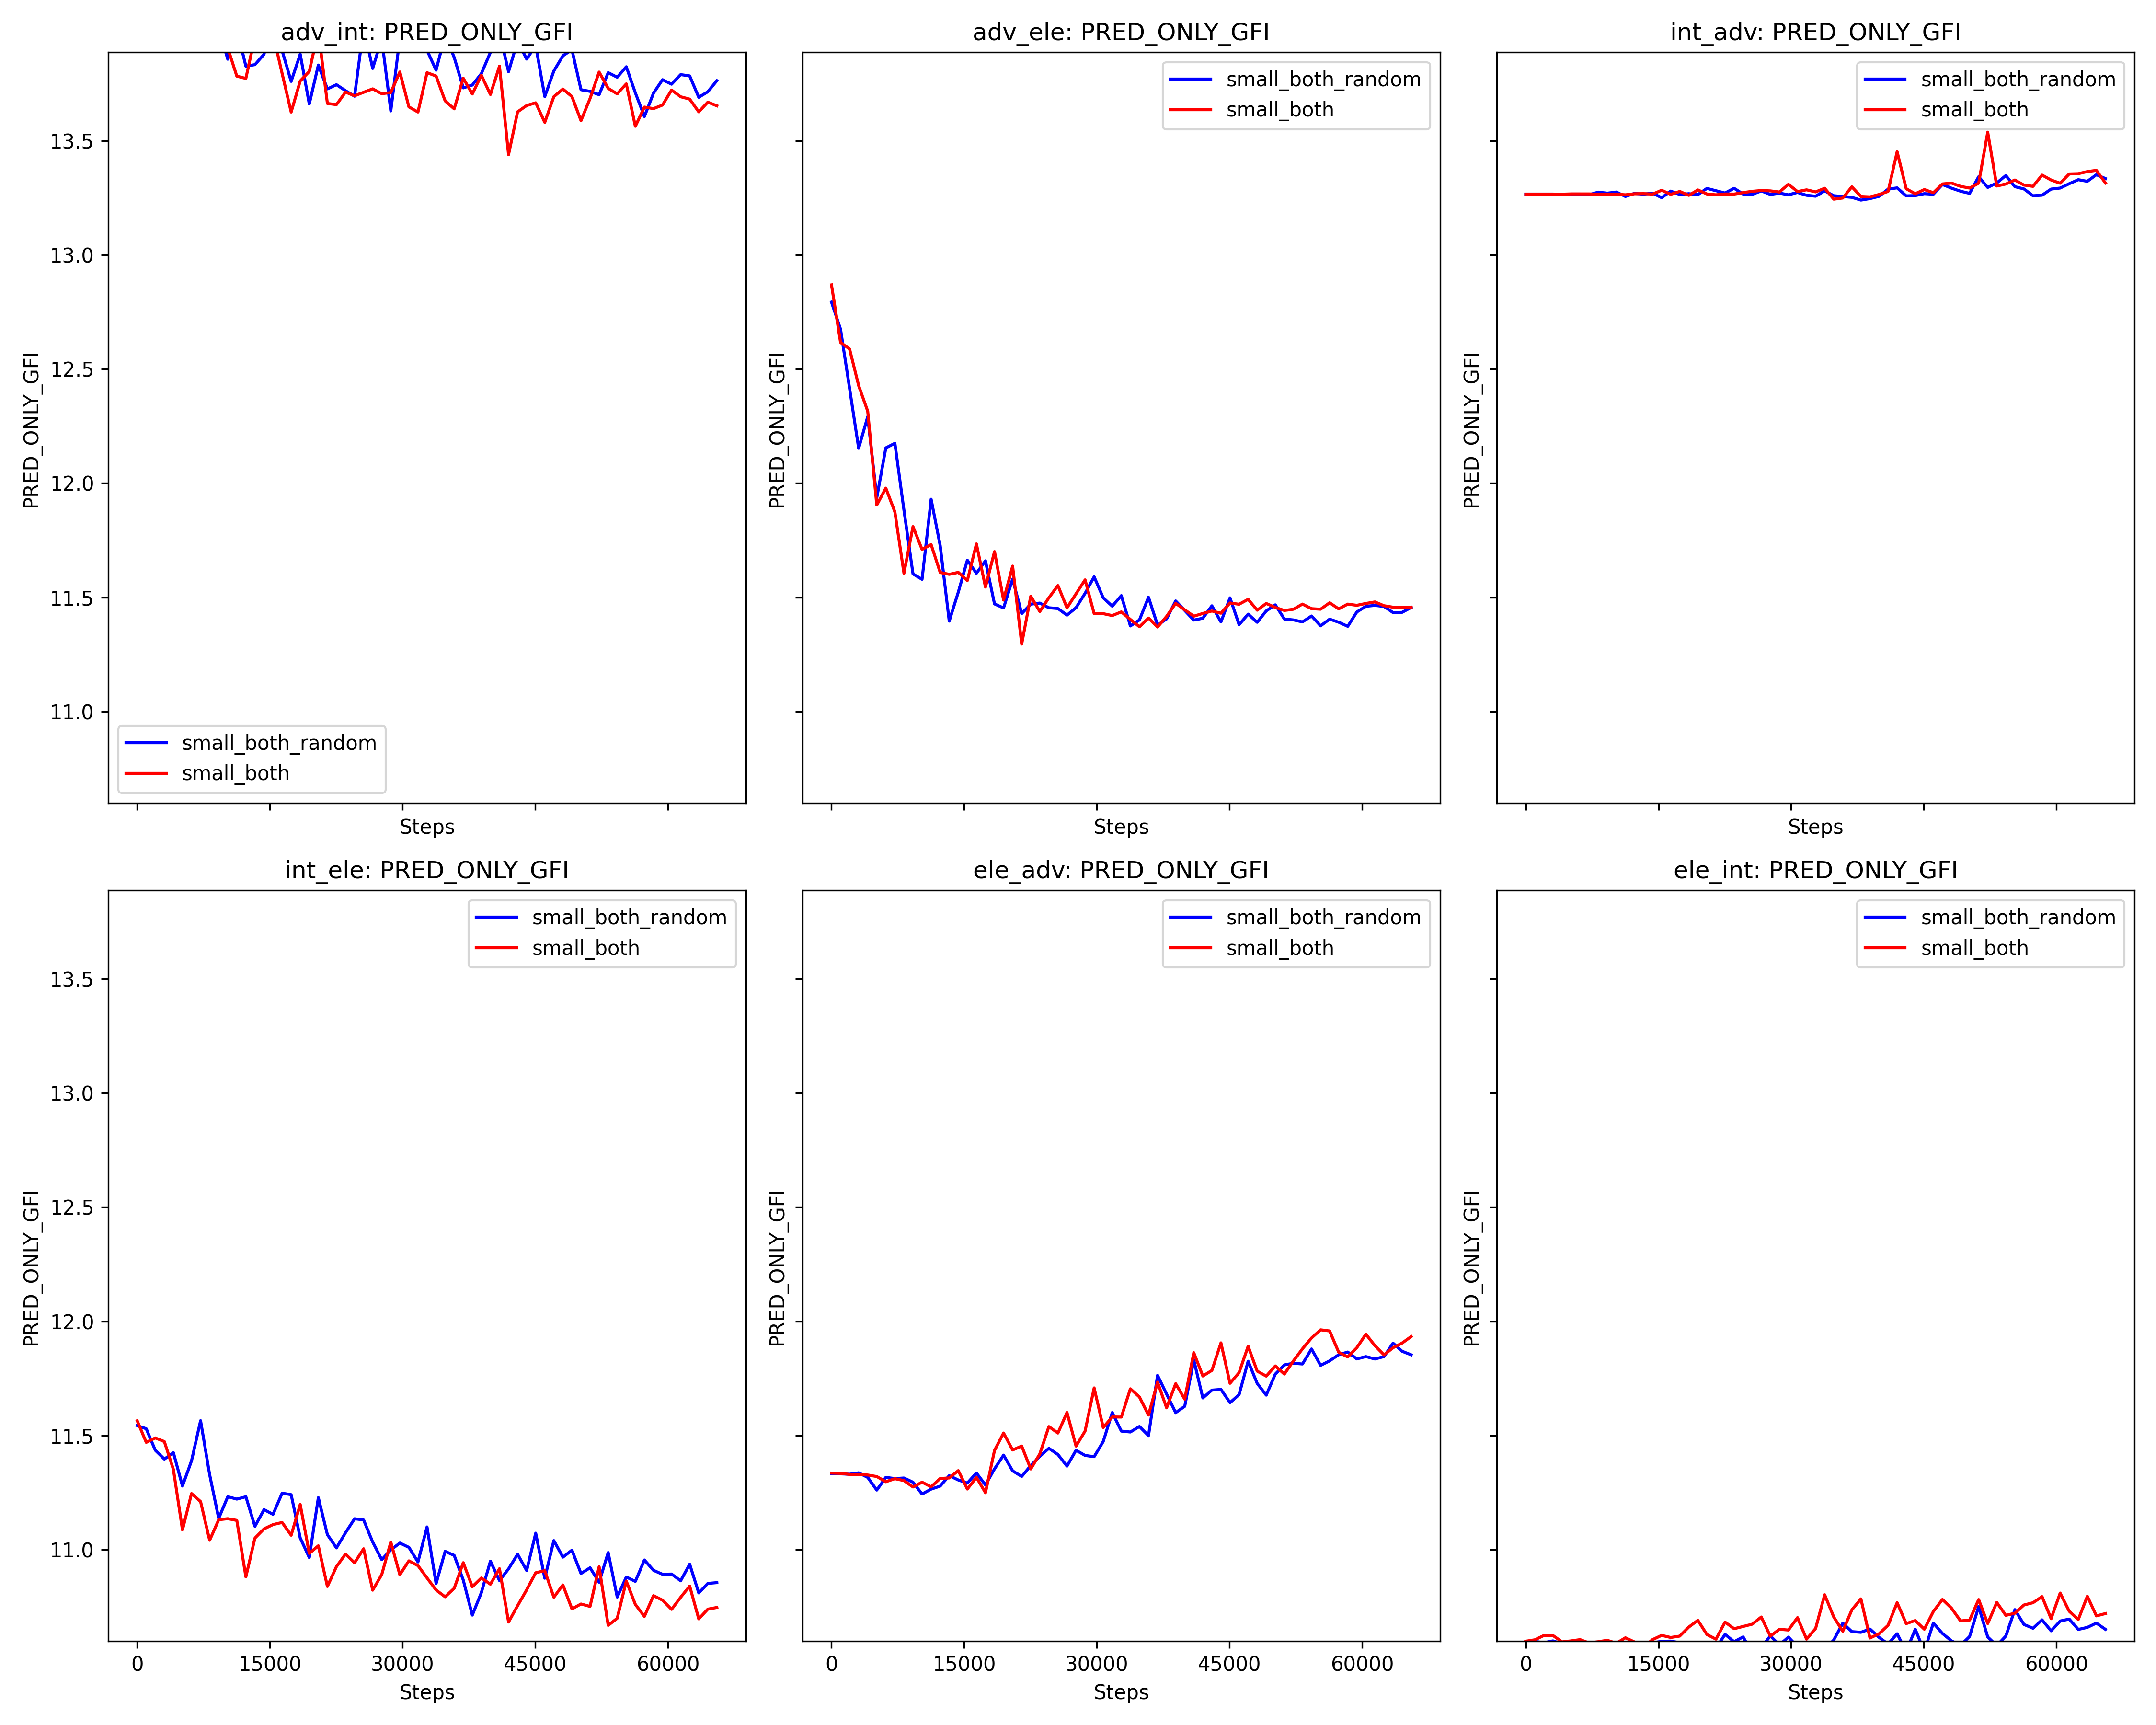 adv_int: PRED_ONLY_GFI
PRED_ONLY_GFI
13.5
13.0
12.5
12.0
11.5
11.0
small_both_random
small_both
Steps
adv_ele: PRED_ONLY_GFI
PRED_ONLY_GFI
small_both_random
small_both
Steps
int_adv: PRED_ONLY_GFI
PRED_ONLY_GFI
small_both_random
small_both
Steps
int_ele: PRED_ONLY_GFI
PRED_ONLY_GFI
13.5
13.0
12.5
12.0
11.5
11.0
small_both_random
small_both
0 15000 30000 45000 60000
Steps
ele_adv: PRED_ONLY_GFI
PRED_ONLY_GFI
small_both_random
small_both
0 15000 30000 45000 60000
Steps
ele_int: PRED_ONLY_GFI
PRED_ONLY_GFI
small_both_random
small_both
0 15000 30000 45000 60000
Steps